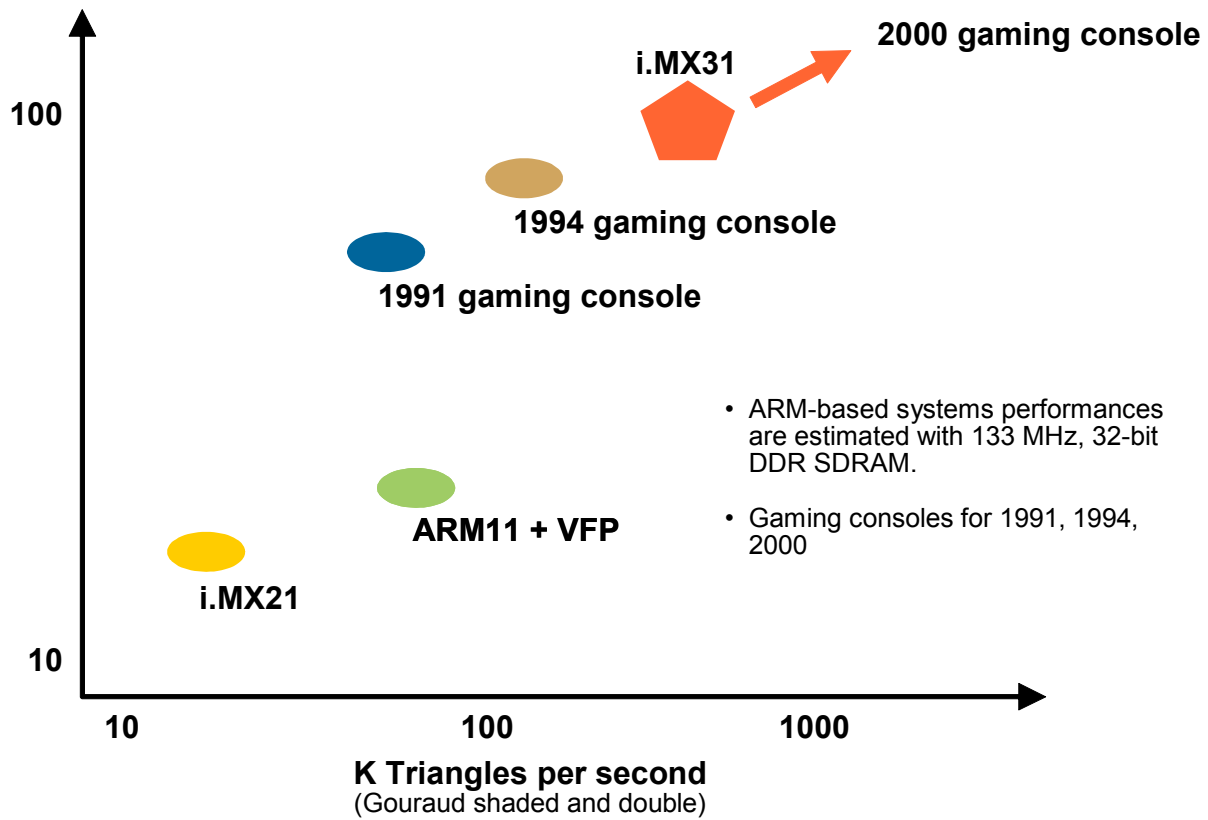 2000 gaming console
i.MX31
100
1994 gaming console
1991 gaming console
• ARM-based systems performances
are estimated with 133 MHz, 32-bit
DDR SDRAM.
ARM11 + VFP
• Gaming consoles for 1991, 1994,
2000
i.MX21
10
10 100 1000
K Triangles per second
(Gouraud shaded and double)